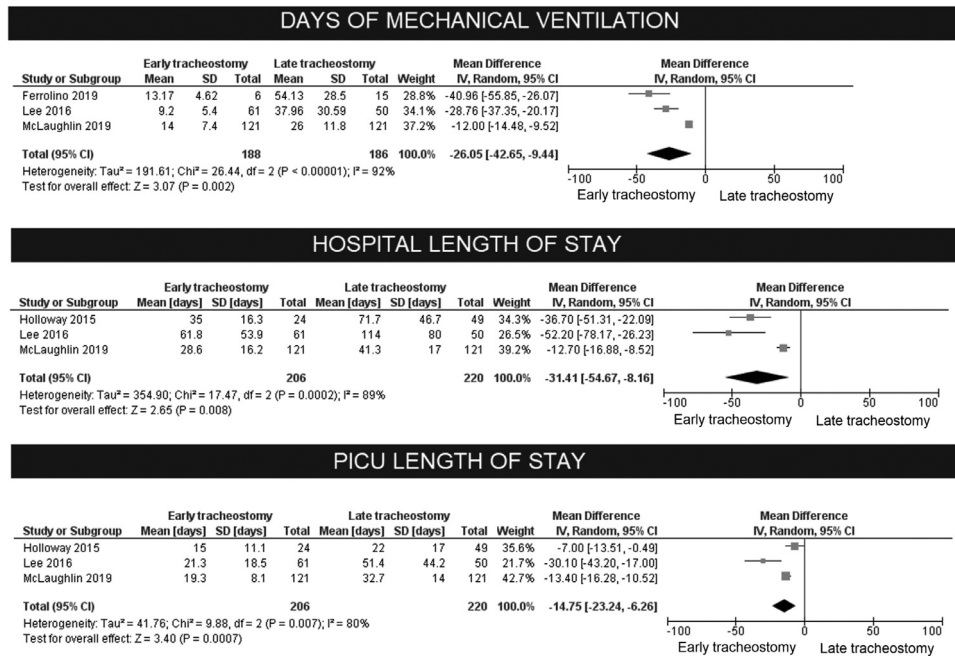 DAYS OF MECHANICAL VENTILATION
Early tracheostomy Late tracheostomy Mean Difference Mean Difference
Study or Subgroup Mean SD Total Mean SD Total Weight IV, Random, 95% CI IV, Random, 95% CI
Ferrolino 2019 13.17 4.62 6 54.13 28.5 15 28.8% -40.96 [-55.85, -26.07]
Lee 2016 9.2 5.4 61 37.96 30.59 50 34.1% -28.76 [-37.35, -20.17]
McLaughlin 2019 14 7.4 121 26 11.8 121 37.2% -12.00 [-14.48, -9.52]
Total (95% CI) 188 186 100.0% -26.05 [-42.65, -9.44]
Heterogeneity: Tau² = 191.61; Chi² = 26.44, df = 2 (P < 0.00001); I² = 92%
Test for overall effect: Z = 3.07 (P = 0.002)
-100 -50 0 50 100
Early tracheostomy Late tracheostomy
HOSPITAL LENGTH OF STAY
Early tracheostomy Late tracheostomy Mean Difference Mean Difference
Study or Subgroup Mean [days] SD [days] Total Mean [days] SD [days] Total Weight IV, Random, 95% CI IV, Random, 95% CI
Holloway 2015 35 16.3 24 71.7 46.7 49 34.3% -36.70 [-51.31, -22.09]
Lee 2016 61.8 53.9 61 114 80 50 26.5% -52.20 [-78.17, -26.23]
McLaughlin 2019 28.6 16.2 121 41.3 17 121 39.2% -12.70 [-16.88, -8.52]
Total (95% CI) 206 220 100.0% -31.41 [-54.67, -8.16]
Heterogeneity: Tau² = 354.90; Chi² = 17.47, df = 2 (P = 0.0002); I² = 89%
Test for overall effect: Z = 2.65 (P = 0.008)
-100 -50 0 50 100
Early tracheostomy Late tracheostomy
PICU LENGTH OF STAY
Early tracheostomy Late tracheostomy Mean Difference Mean Difference
Study or Subgroup Mean [days] SD [days] Total Mean [days] SD [days] Total Weight IV, Random, 95% CI IV, Random, 95% CI
Holloway 2015 15 11.1 24 22 17 49 35.6% -7.00 [-13.51, -0.49]
Lee 2016 21.3 18.5 61 51.4 44.2 50 21.7% -30.10 [-43.20, -17.00]
McLaughlin 2019 19.3 8.1 121 32.7 14 121 42.7% -13.40 [-16.28, -10.52]
Total (95% CI) 206 220 100.0% -14.75 [-23.24, -6.26]
Heterogeneity: Tau² = 41.76; Chi² = 9.88, df = 2 (P = 0.007); I² = 80%
Test for overall effect: Z = 3.40 (P = 0.0007)
-100 -50 0 50 100
Early tracheostomy Late tracheostomy